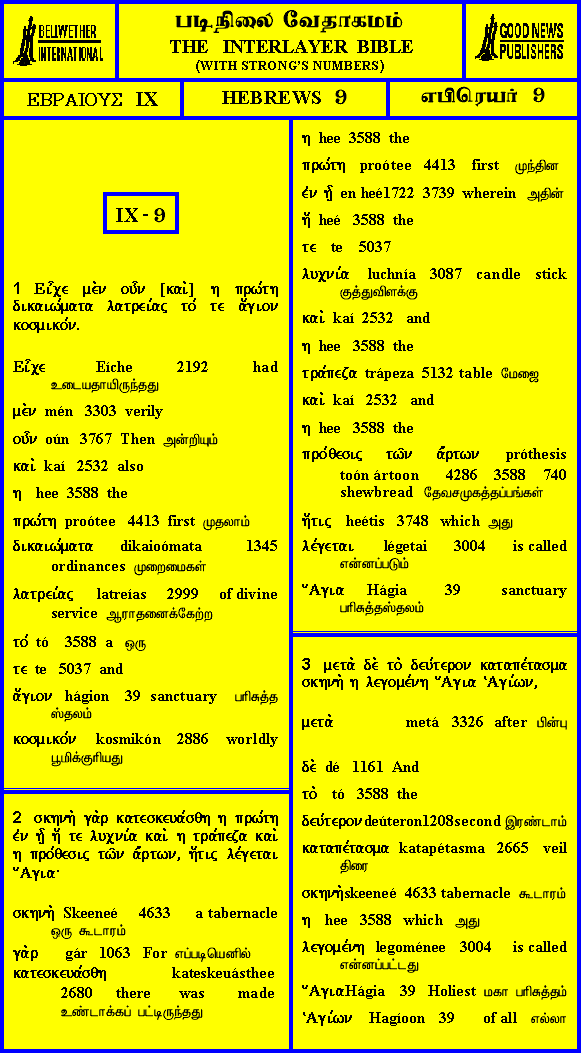 BELLWETHER
INTERNATIONAL
படிநிலை வேதாகமம்
THE INTERLAYER BIBLE
(WITH STRONG'S NUMBERS)
GOOD NEWS
PUBLISHERS
ΕΒΡΑΙΟΥΣ IX
HEBREWS 9
எபிரெயர் 9
IX - 9
1 Εἶχε μὲν οὖν [καὶ] η πρώτη
δικαιώματα λατρείας τό τε ἅγιον
κοσμικόν.
Εἶχε Eíche 2192 had
உடையதாயிருந்தது
μὲν mén 3303 verily
οὖν oún 3767 Then அன்றியும்
καὶ kaí 2532 also
η hee 3588 the
πρώτη proótee 4413 first முதலாம்
δικαιώματα dikaioómata 1345
ordinances முறைமைகள்
λατρείας latreías 2999 of divine
service ஆராதனைக்கேற்ற
τό tó 3588 a ஒரு
τε te 5037 and
ἅγιον hágion 39 sanctuary பரிசுத்த
ஸ்தலம்
κοσμικόν kosmikón 2886 worldly
பூமிக்குரியது
2 σκηνὴ γὰρ κατεσκευάσθη η πρώτη
ἐν ᾗ ἥ τε λυχνία καὶ η τράπεζα καὶ
η πρόθεσις τῶν ἄρτων, ἥτις λέγεται
Ἅγια·
σκηνὴ Skeeneé 4633 a tabernacle
ஒரு கூடாரம்
γὰρ gár 1063 For எப்படியெனில்
κατεσκευάσθη kateskeuásthee
2680 there was made
உண்டாக்கப் பட்டிருந்தது
η hee 3588 the
πρώτη proótee 4413 first முந்தின
ἐν ᾗ en heé1722 3739 wherein அதின்
ἥ heé 3588 the
τε te 5037
λυχνία luchnía 3087 candle stick
குத்துவிளக்கு
καὶ kaí 2532 and
η hee 3588 the
τράπεζα trápeza 5132 table மேஜை
καὶ kaí 2532 and
η hee 3588 the
πρόθεσις τῶν ἄρτων próthesis
toón ártoon 4286 3588 740
shewbread தேவசமுகத்தப்பங்கள்
ἥτις heétis 3748 which அது
λέγεται légetai 3004 is called
என்னப்படும்
Ἅγια Hágia 39 sanctuary
பரிசுத்தஸ்தலம்
3 μετὰ δὲ τὸ δεύτερον καταπέτασμα
σκηνὴ η λεγομένη Ἅγια Ἁγίων,
μετὰ metá 3326 after பின்பு
δὲ dé 1161 And
τὸ tó 3588 the
δεύτερον deúteron1208second இரண்டாம்
καταπέτασμα katapétasma 2665 veil
திரை
σκηνὴ skeeneé 4633 tabernacle கூடாரம்
η hee 3588 which அது
λεγομένη legoménee 3004 is called
என்னப்பட்டது
Ἅγια Hágia 39 Holiest மகா பரிசுத்தம்
Ἁγίων Hagíoon 39 of all எல்லா